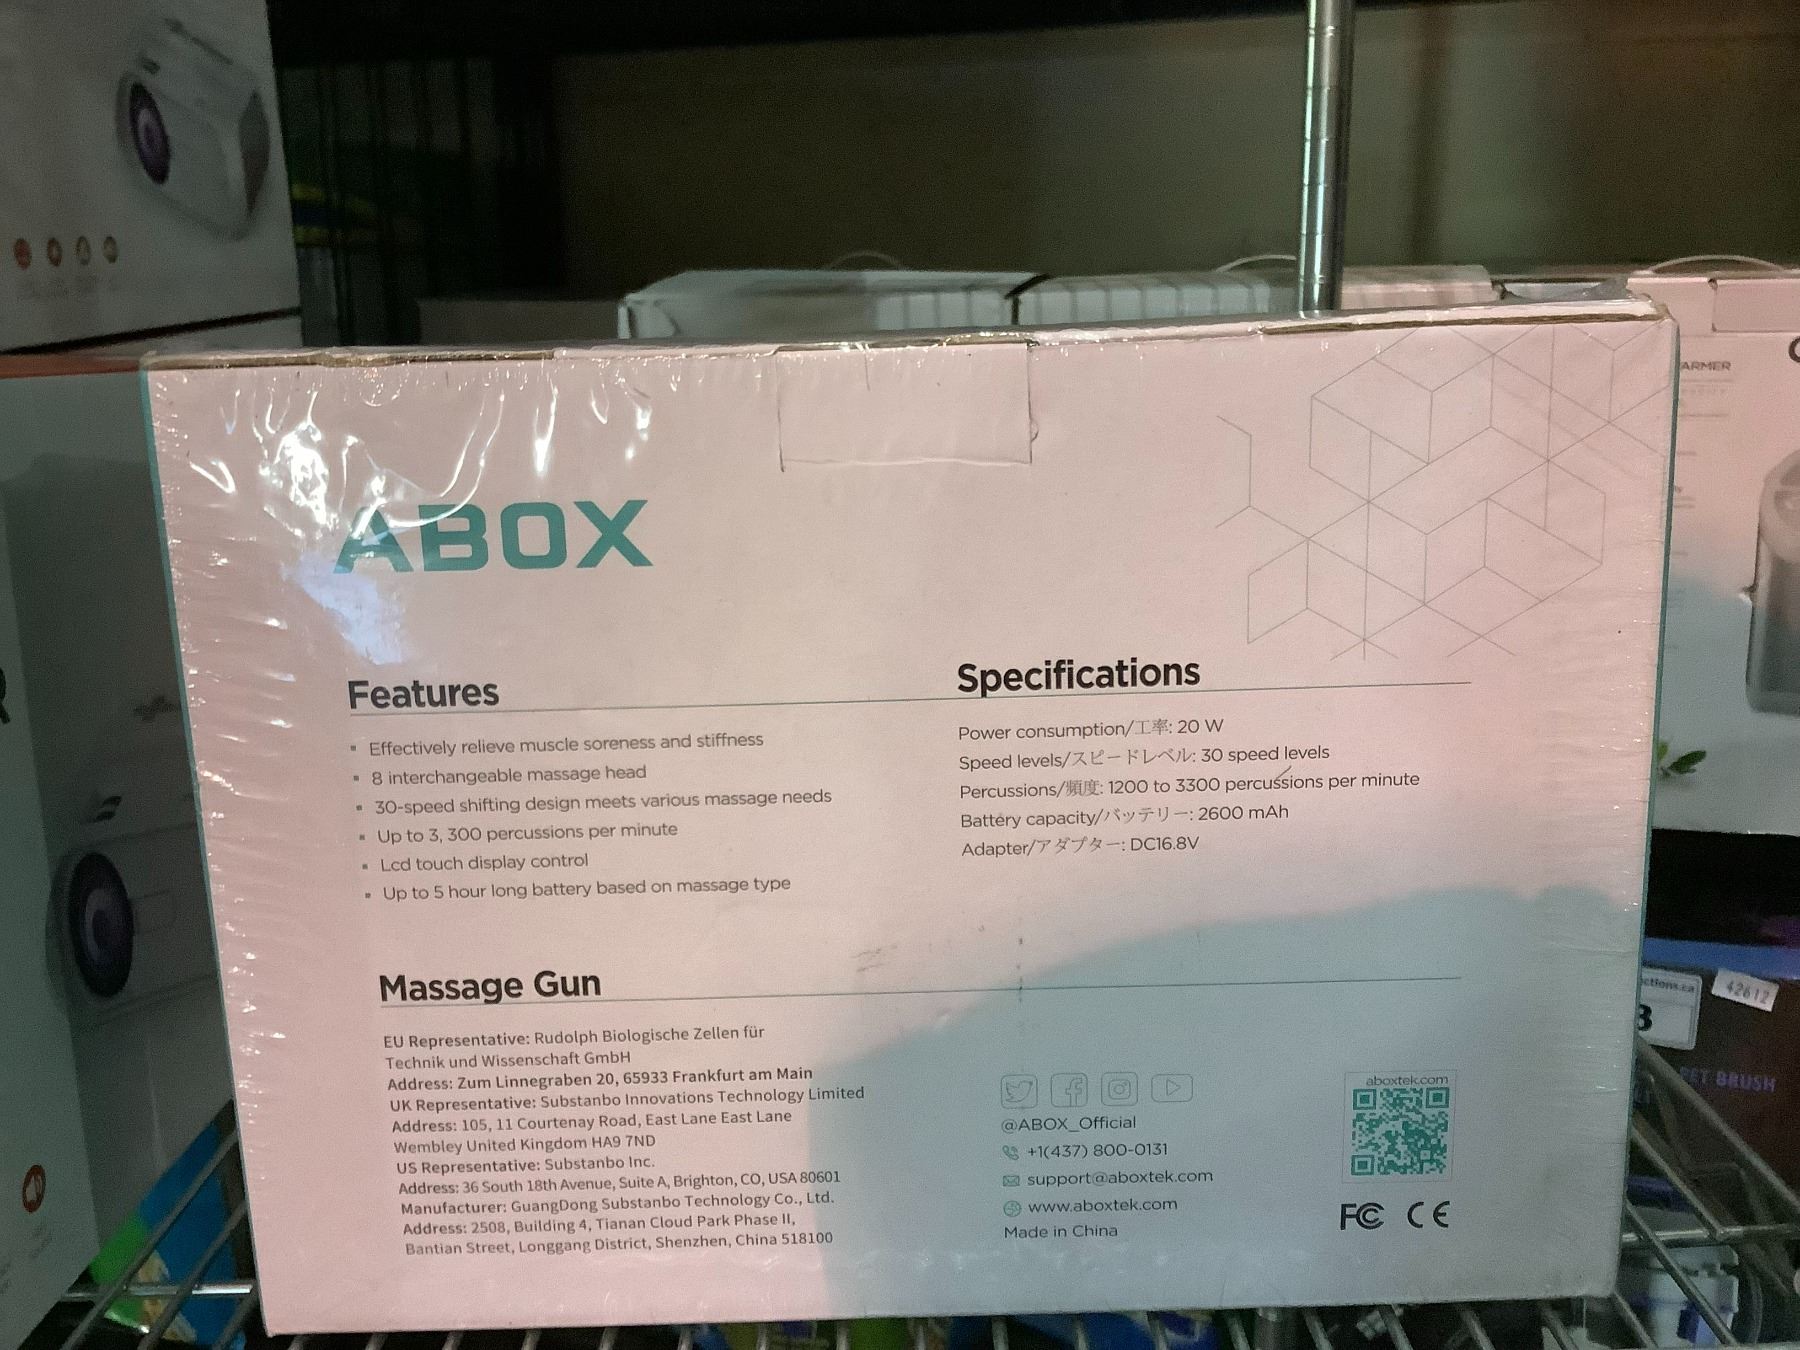 ABOX
Features
Effectively relieve muscle soreness and stiffness
8 interchangeable massage head
30-speed shifting design meets various massage needs
Up to 3, 300 percussions per minute
Lcd touch display control
Up to 5 hour long battery based on massage type
Specifications
Power consumption/工率: 20 W
Speed levels/スピードレベル: 30 speed levels
Percussions/頻度: 1200 to 3300 percussions per minute
Battery capacity/バッテリー: 2600 mAh
Adapter/アダプター: DC16.8V
Massage Gun
EU Representative: Rudolph Biologische Zellen für
Technik und Wissenschaft GmbH
Address: Zum Linnegraben 20, 65933 Frankfurt am Main
UK Representative: Substanbo Innovations Technology Limited
Address: 105, 11 Courtenay Road, East Lane East Lane
Wembley United Kingdom HA9 7ND
US Representative: Substanbo Inc.
Address: 36 South 18th Avenue, Suite A, Brighton, CO, USA 80601
Manufacturer: GuangDong Substanbo Technology Co., Ltd.
Address: 2508, Building 4, Tianan Cloud Park Phase II,
Bantian Street, Longgang District, Shenzhen, China 518100
@ABOX_Official
+1(437) 800-0131
support@aboxtek.com
www.aboxtek.com
Made in China
aboxtek.com
FC CE
ARMER
ctions.ca
42612
3
PET BRUSH